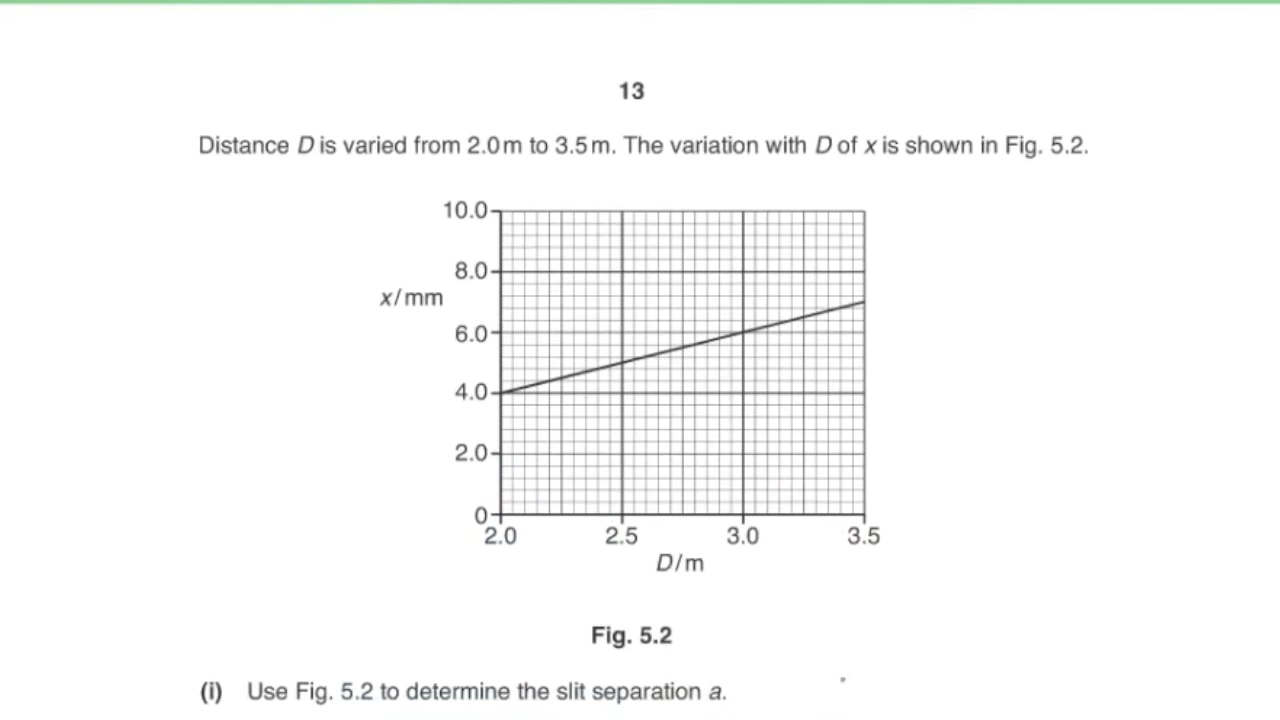 13
Distance D is varied from 2.0 m to 3.5 m. The variation with D of x is shown in Fig. 5.2.
10.0
8.0
x / mm
6.0
4.0
2.0
0
2.0 2.5 3.0 3.5
D / m
Fig. 5.2
(i) Use Fig. 5.2 to determine the slit separation a.